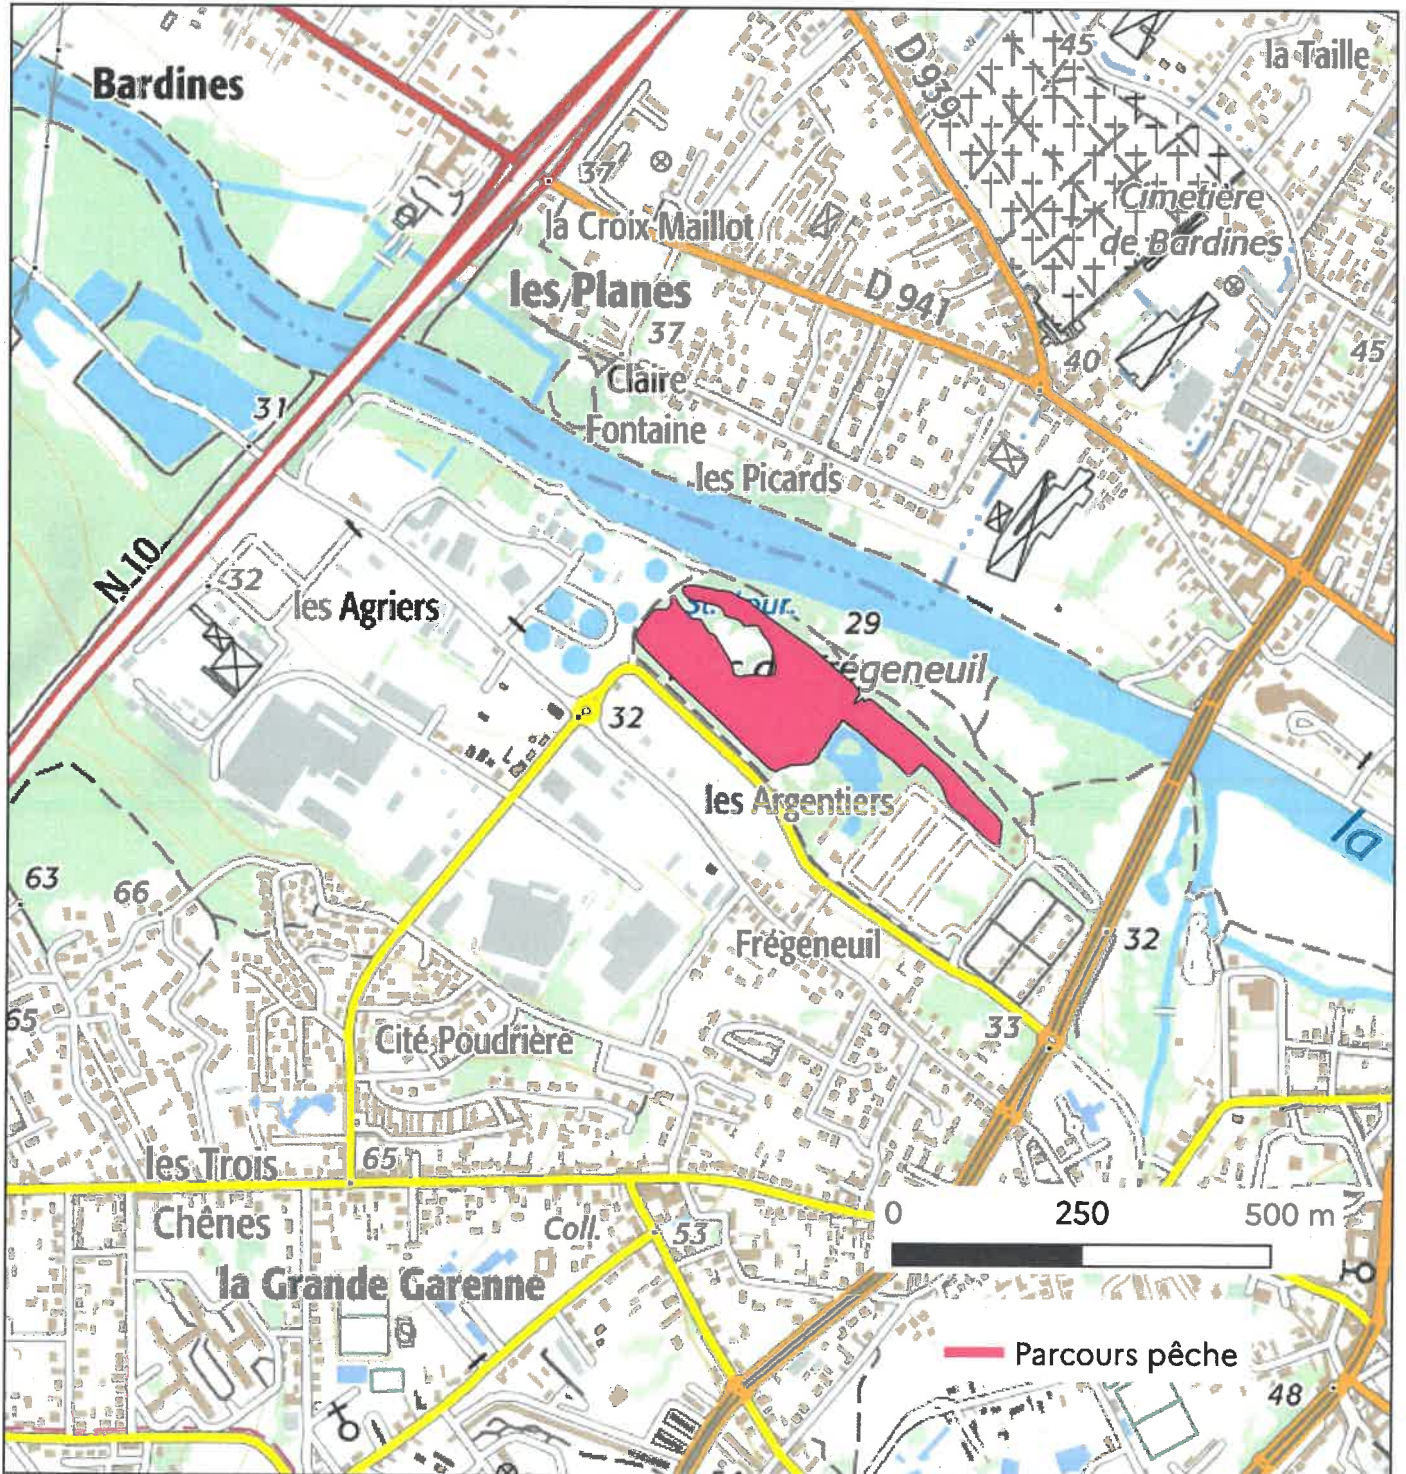 Bardines
D 939
45
la Taille
37
la Croix Maillot
Cimetière
de Bardines
les Planes
D 941
37
40
45
Claire
31
Fontaine
les Picards
N 10
32
les Agriers
29
Frégeneuil
32
les Argentiers
la
63
66
Frégeneuil
32
65
33
Cité Poudrière
les Trois
65
Chênes
Coll.
53
0 250 500 m
la Grande Garenne
Parcours pêche
48